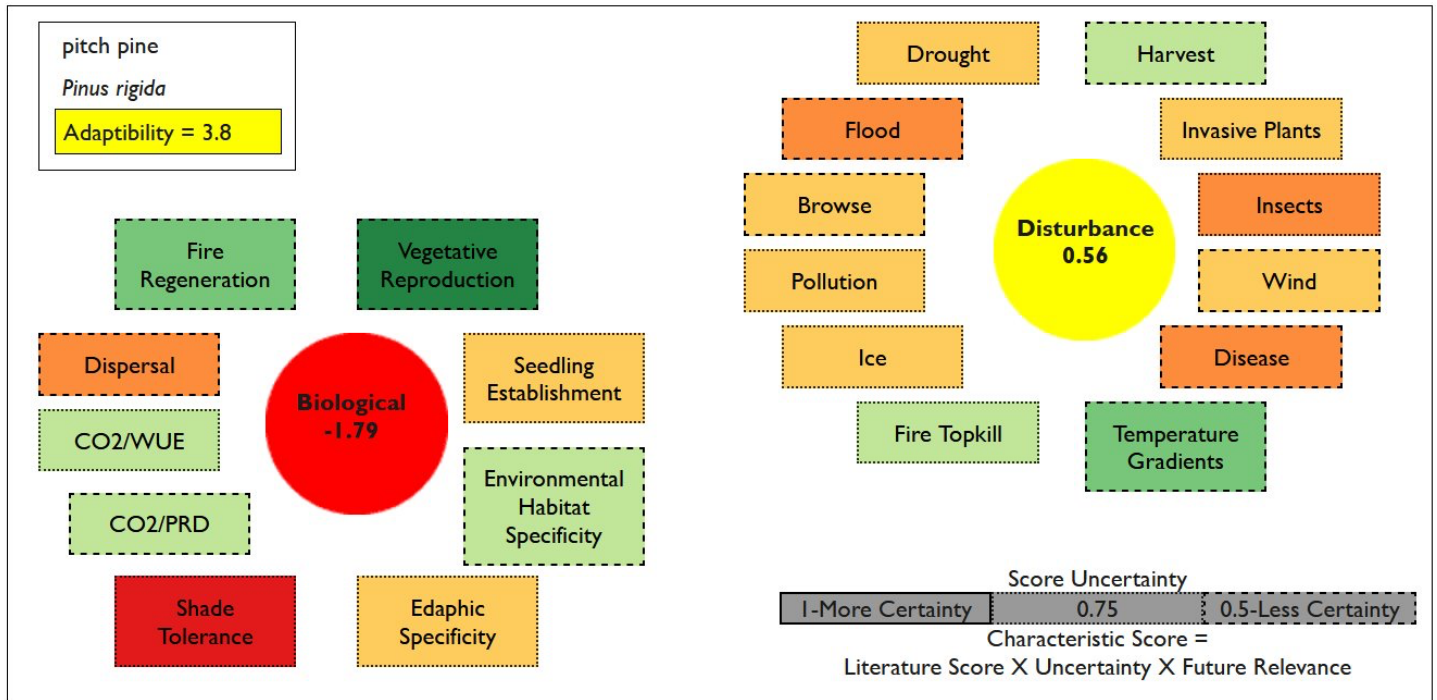 pitch pine
Pinus rigida
Adaptibility = 3.8
Fire
Regeneration
Vegetative
Reproduction
Dispersal
Seedling
Establishment
Biological
-1.79
CO2/WUE
Environmental
Habitat
Specificity
CO2/PRD
Shade
Tolerance
Edaphic
Specificity
Drought
Harvest
Flood
Invasive Plants
Browse
Insects
Disturbance
0.56
Pollution
Wind
Ice
Disease
Fire Topkill
Temperature
Gradients
Score Uncertainty
1-More Certainty
0.75
0.5-Less Certainty
Characteristic Score =
Literature Score X Uncertainty X Future Relevance